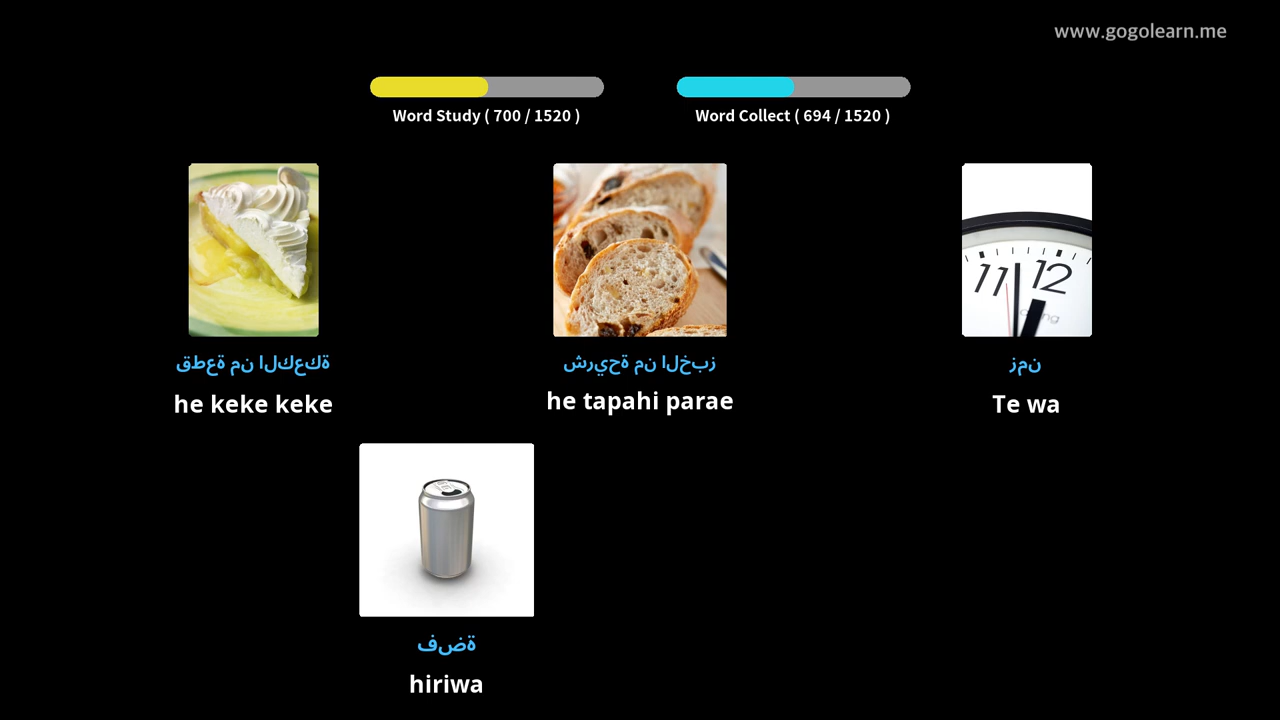 www.gogolearn.me
Word Study ( 700 / 1520 )
Word Collect ( 694 / 1520 )
قطعة من الكعكة
he keke keke
شريحة من الخبز
he tapahi parae
زمن
Te wa
فضة
hiriwa